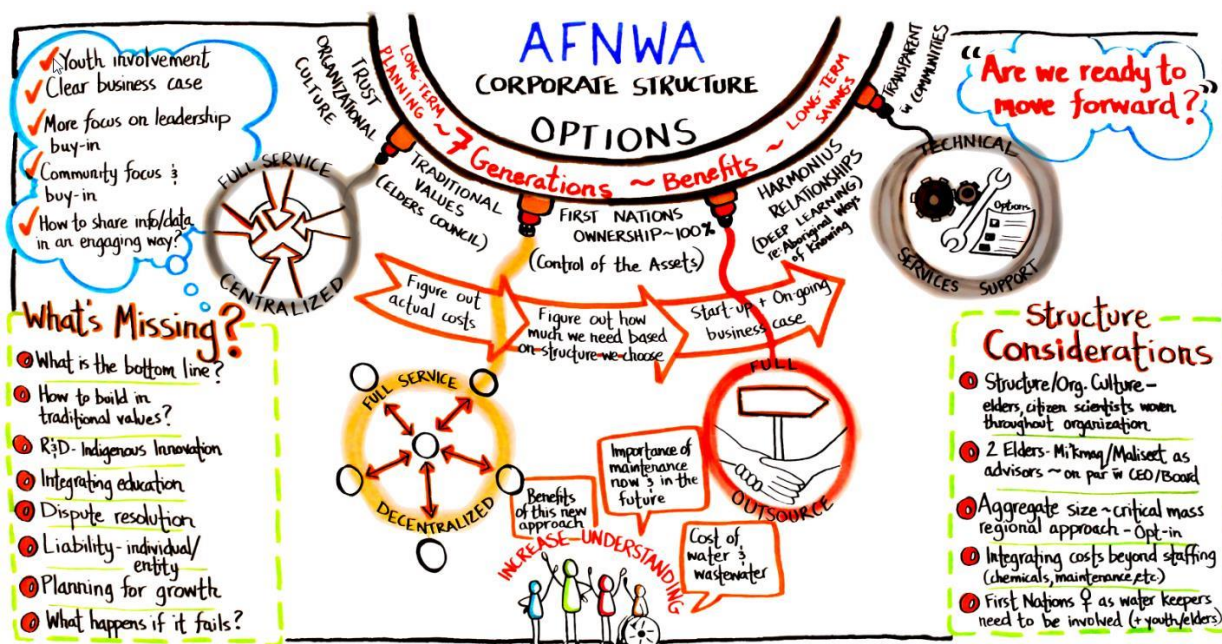 AFNWA
CORPORATE STRUCTURE
OPTIONS
LONG-TERM
PLANNING ~ 7 Generations ~ Benefits ~ LONG-TERM
SAVINGS
Youth involvement
Clear business case
More focus on leadership
buy-in
Community focus &
buy-in
How to share info/data
in an engaging way?
TRUST
ORGANIZATIONAL
CULTURE
TRADITIONAL
VALUES
(ELDERS COUNCIL)
FIRST NATIONS
OWNERSHIP~100%
(Control of the Assets)
HARMONIUS
RELATIONSHIPS
(DEEP LEARNING)
re: Aboriginal Ways
of Knowing
TRANSPARENT
w COMMUNITIES
"Are we ready to
move forward?"
FULL SERVICE
CENTRALIZED
TECHNICAL
Options
SERVICES SUPPORT
Figure out
actual costs
Figure out how
much we need based
on structure we choose
Start-up + On-going
business case
FULL SERVICE
DECENTRALIZED
FULL
OUTSOURCE
What's Missing?
What is the bottom line?
How to build in
traditional values?
R&D - Indigenous Innovation
Integrating education
Dispute resolution
Liability - individual/
entity
Planning for growth
What happens if it fails?
Benefits
of this new
approach
Importance of
maintenance
now & in the
future
Cost of
water &
wastewater
INCREASE UNDERSTANDING
Structure
Considerations
Structure/Org. Culture -
elders, citizen scientists woven
throughout organization
2 Elders - Mi'kmaq/Maliseet as
advisors ~ on par w CEO/Board
Aggregate size ~ critical mass
regional approach - Opt-in
Integrating costs beyond staffing
(chemicals, maintenance, etc.)
First Nations ♀ as water keepers
need to be involved (+ youth/elders)